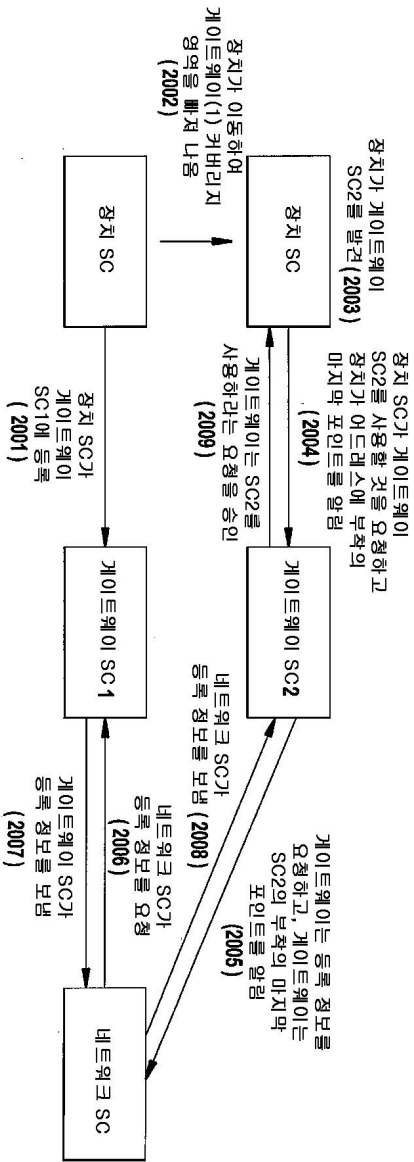 장치가 게이트웨이
SC2를 발견(2003)
장치 SC가 게이트웨이
SC2를 사용할 것을 요청하고
장치가 어드레스에 부착의
마지막 포인트를 알림
(2004)
장치 SC
게이트웨이 SC2
게이트웨이는 SC2를
사용하라는 요청을 승인
(2009)
게이트웨이는 등록 정보를
요청하고, 게이트웨이는
SC2의 부착의 마지막
포인트를 알림
(2005)
장치가 이동하여
게이트웨이(1) 커버리지
영역을 빠져 나옴
(2002)
네트워크 SC가
등록 정보를 보냄
(2008)
장치 SC
장치 SC가
게이트웨이
SC1에 등록
(2001)
게이트웨이 SC1
네트워크 SC가
등록 정보를 요청
(2006)
게이트웨이 SC가
등록 정보를 보냄
(2007)
네트워크 SC